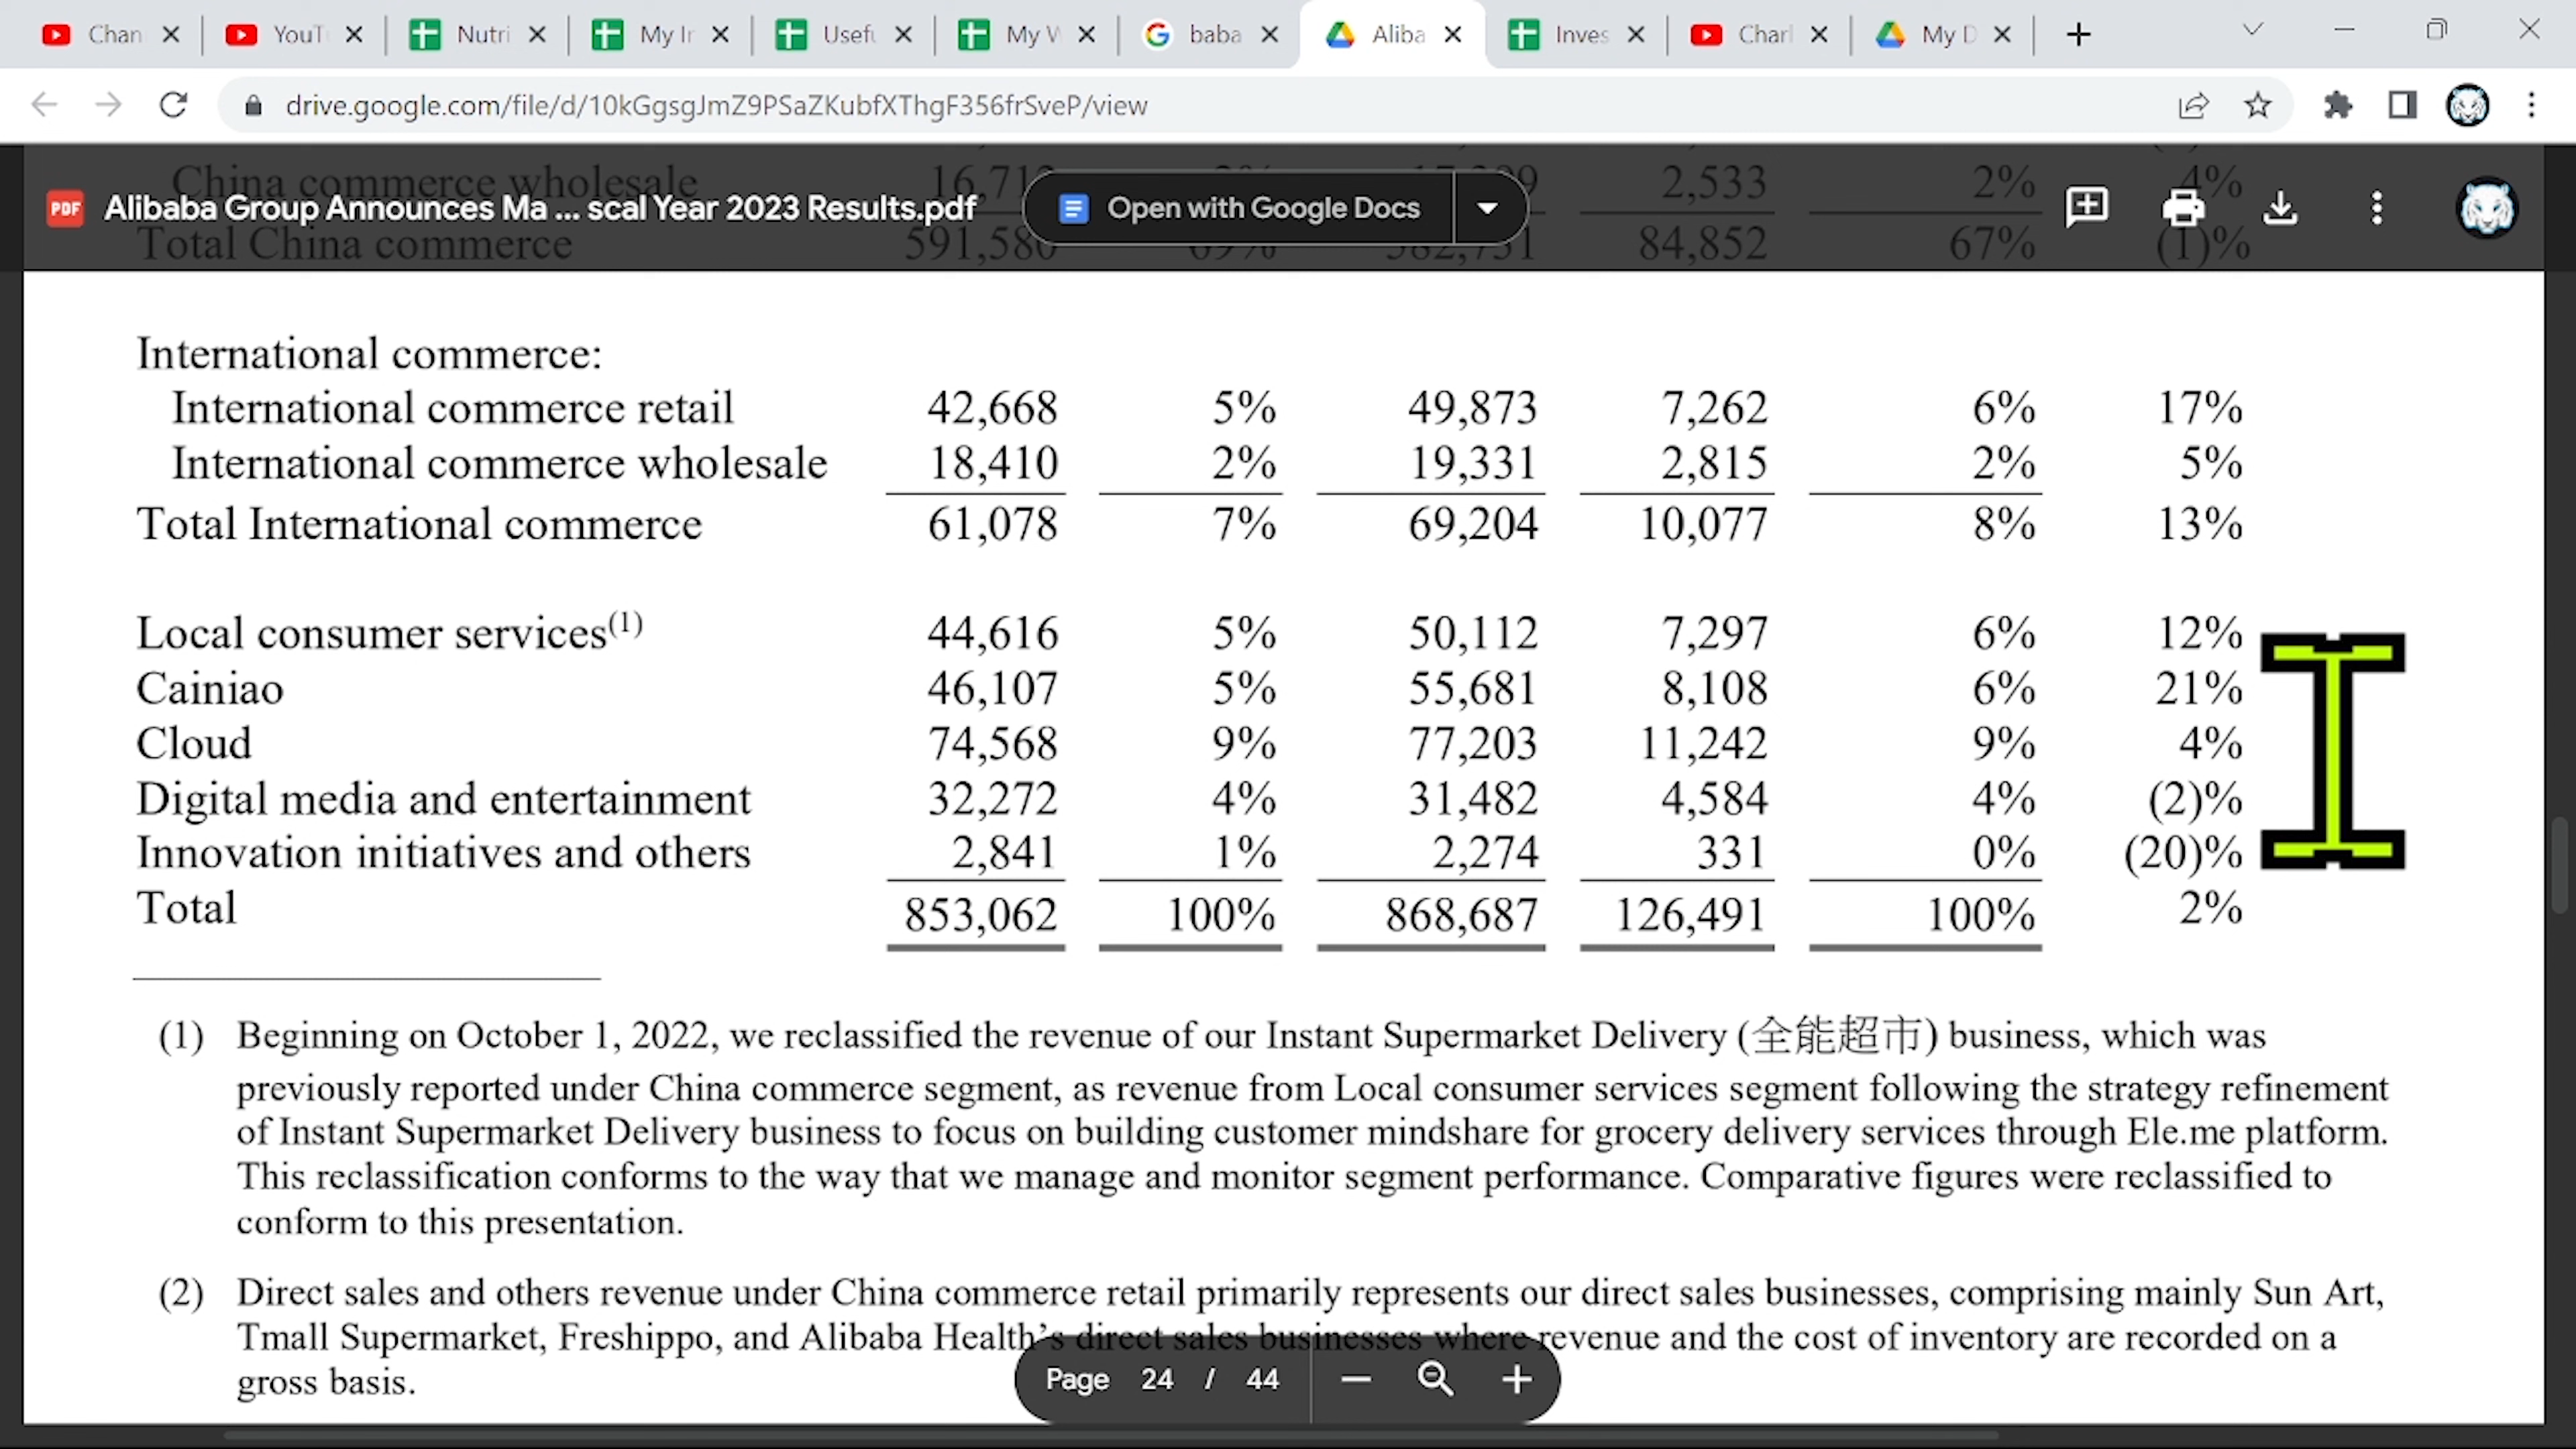 Chan YouT Nutri My Ir Usefu My W baba Aliba Inves Charl My D
drive.google.com/file/d/10kGgsgJmZ9PSaZKubfXThgF356frSveP/view
China commerce wholesale 2,533 2% 4%
PDF Alibaba Group Announces Ma ... scal Year 2023 Results.pdf Open with Google Docs
Total China commerce 591,580 69% 582,731 84,852 67% (1)%
International commerce:
International commerce retail 42,668 5% 49,873 7,262 6% 17%
International commerce wholesale 18,410 2% 19,331 2,815 2% 5%
Total International commerce 61,078 7% 69,204 10,077 8% 13%
Local consumer services(1) 44,616 5% 50,112 7,297 6% 12%
Cainiao 46,107 5% 55,681 8,108 6% 21%
Cloud 74,568 9% 77,203 11,242 9% 4%
Digital media and entertainment 32,272 4% 31,482 4,584 4% (2)%
Innovation initiatives and others 2,841 1% 2,274 331 0% (20)%
Total 853,062 100% 868,687 126,491 100% 2%
(1) Beginning on October 1, 2022, we reclassified the revenue of our Instant Supermarket Delivery (全能超市) business, which was
previously reported under China commerce segment, as revenue from Local consumer services segment following the strategy refinement
of Instant Supermarket Delivery business to focus on building customer mindshare for grocery delivery services through Ele.me platform.
This reclassification conforms to the way that we manage and monitor segment performance. Comparative figures were reclassified to
conform to this presentation.
(2) Direct sales and others revenue under China commerce retail primarily represents our direct sales businesses, comprising mainly Sun Art,
Tmall Supermarket, Freshippo, and Alibaba Health's direct sales businesses where revenue and the cost of inventory are recorded on a
gross basis.
Page 24 / 44